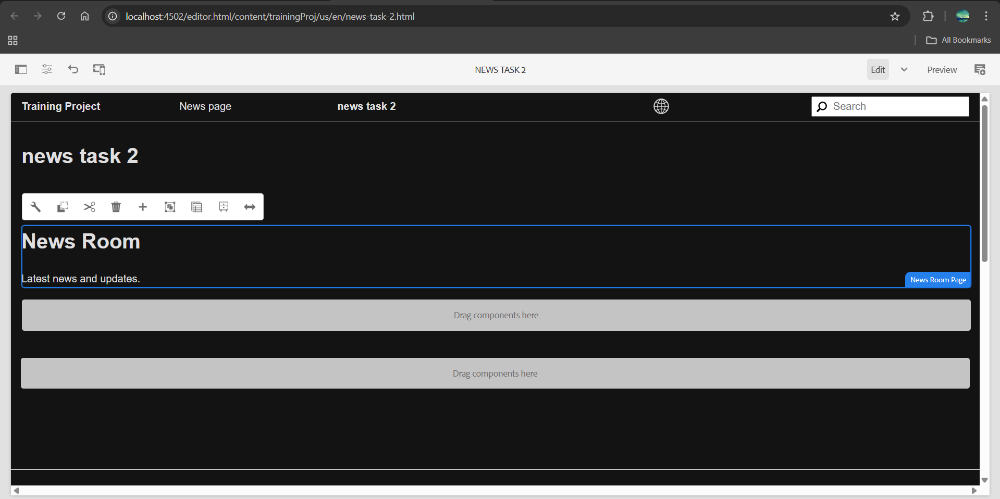 localhost:4502/editor.html/content/trainingProj/us/en/news-task-2.html
All Bookmarks
NEWS TASK 2
Edit
Preview
Training Project
News page
news task 2
Search
news task 2
News Room
Latest news and updates.
News Room Page
Drag components here
Drag components here